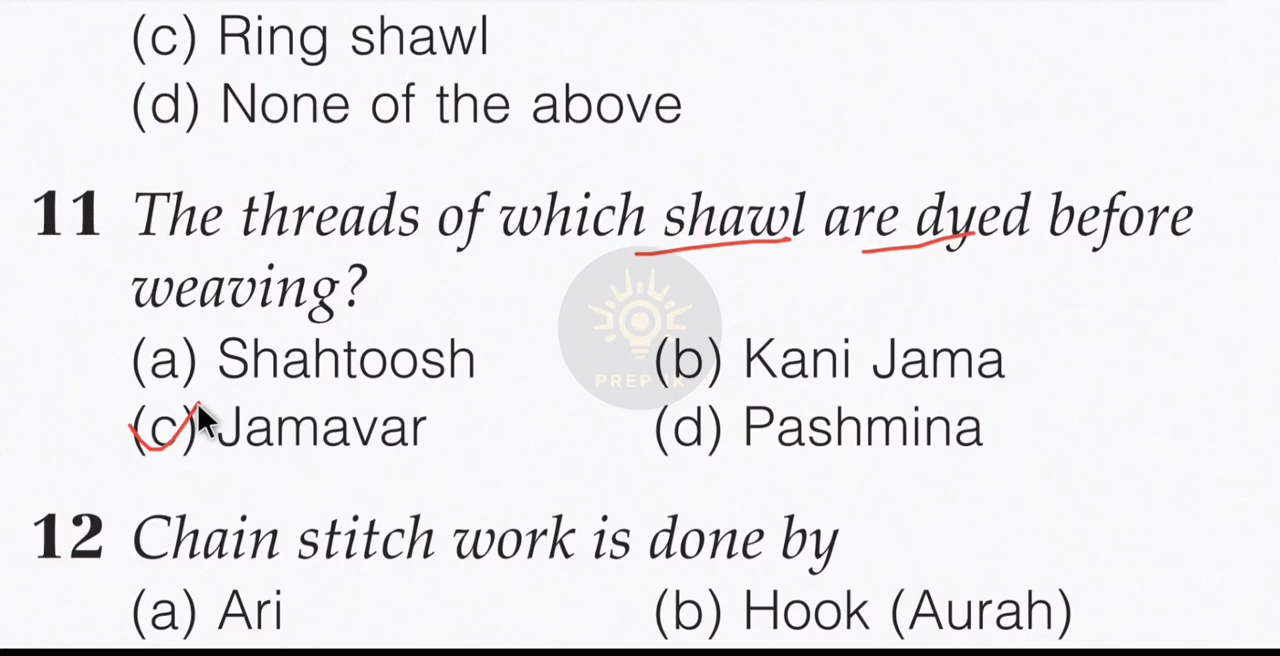 (c) Ring shawl
(d) None of the above
11 The threads of which shawl are dyed before
weaving?
(a) Shahtoosh (b) Kani Jama
(c) Jamavar (d) Pashmina
12 Chain stitch work is done by
(a) Ari (b) Hook (Aurah)
PREP